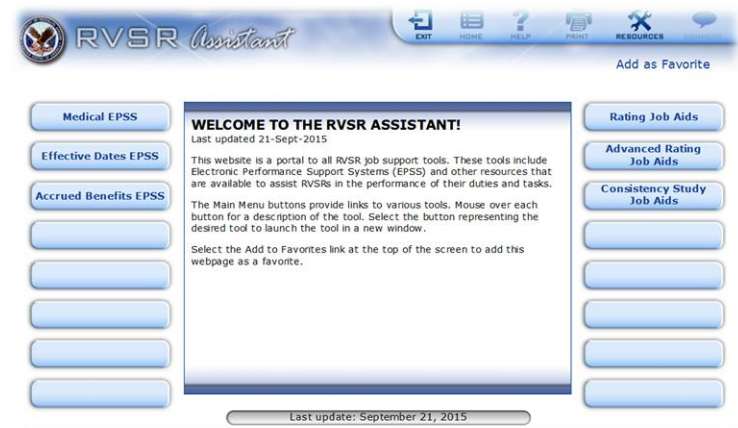 RVSR Assistant
EXIT
HOME
HELP
PRINT
RESOURCES
COMMENT
Add as Favorite
Medical EPSS
Effective Dates EPSS
Accrued Benefits EPSS
WELCOME TO THE RVSR ASSISTANT!
Last updated 21-Sept-2015
This website is a portal to all RVSR job support tools. These tools include
Electronic Performance Support Systems (EPSS) and other resources that
are available to assist RVSRs in the performance of their duties and tasks.
The Main Menu buttons provide links to various tools. Mouse over each
button for a description of the tool. Select the button representing the
desired tool to launch the tool in a new window.
Select the Add to Favorites link at the top of the screen to add this
webpage as a favorite.
Rating Job Aids
Advanced Rating
Job Aids
Consistency Study
Job Aids
Last update: September 21, 2015